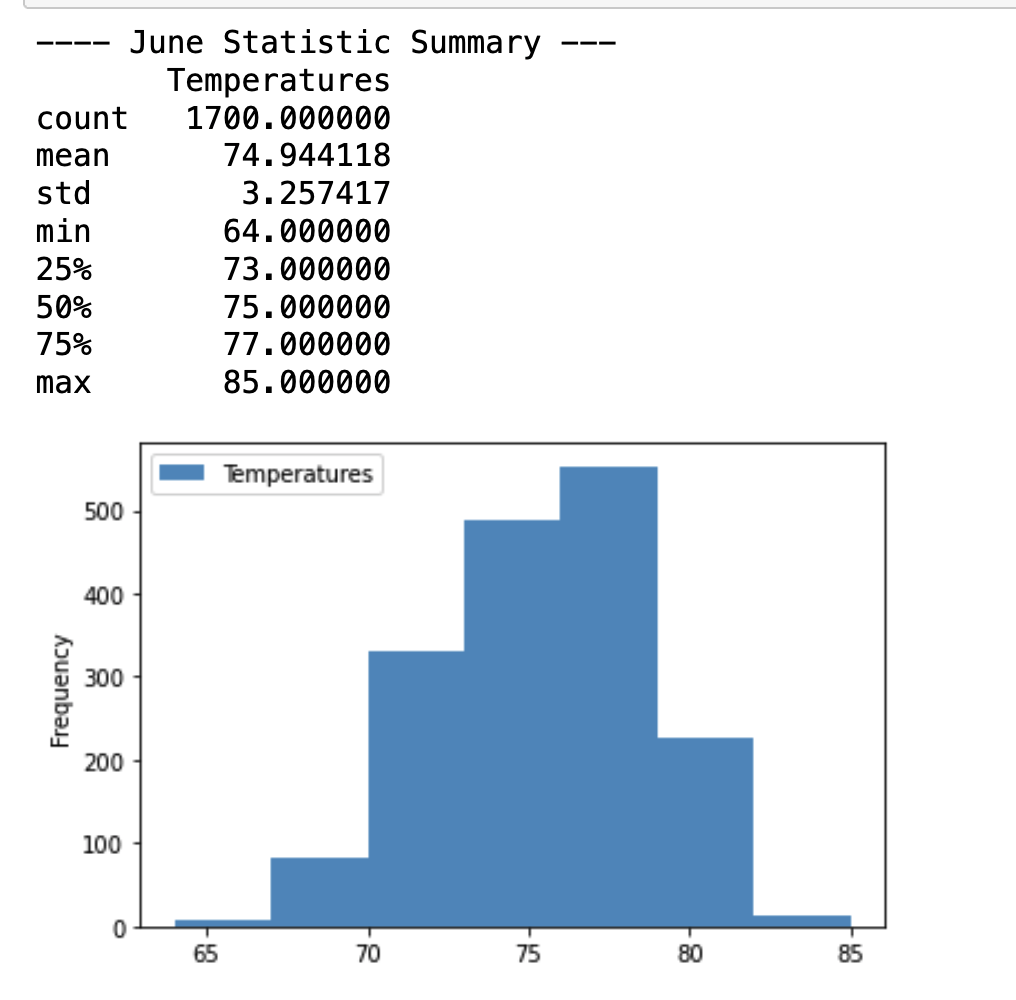 ---- June Statistic Summary ---
Temperatures
count 1700.000000
mean 74.944118
std 3.257417
min 64.000000
25% 73.000000
50% 75.000000
75% 77.000000
max 85.000000
Temperatures
500
400
300
200
100
0
Frequency
65 70 75 80 85